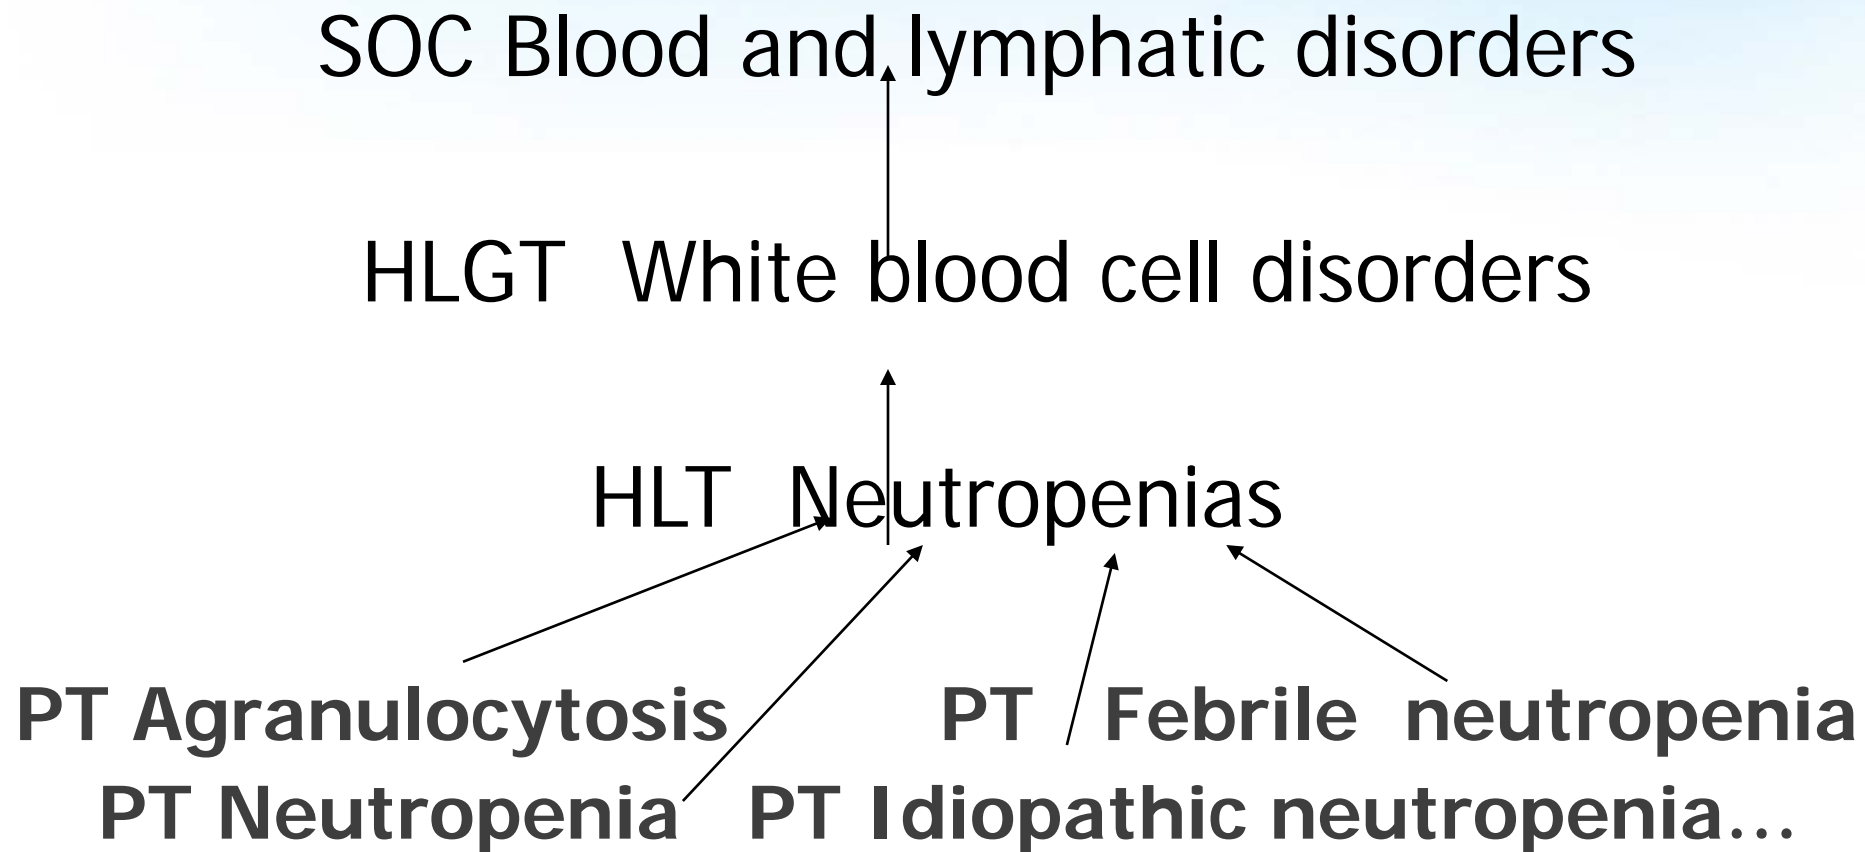 SOC Blood and lymphatic disorders
HLGT White blood cell disorders
HLT Neutropenias
PT Agranulocytosis PT Febrile neutropenia
PT Neutropenia PT Idiopathic neutropenia...